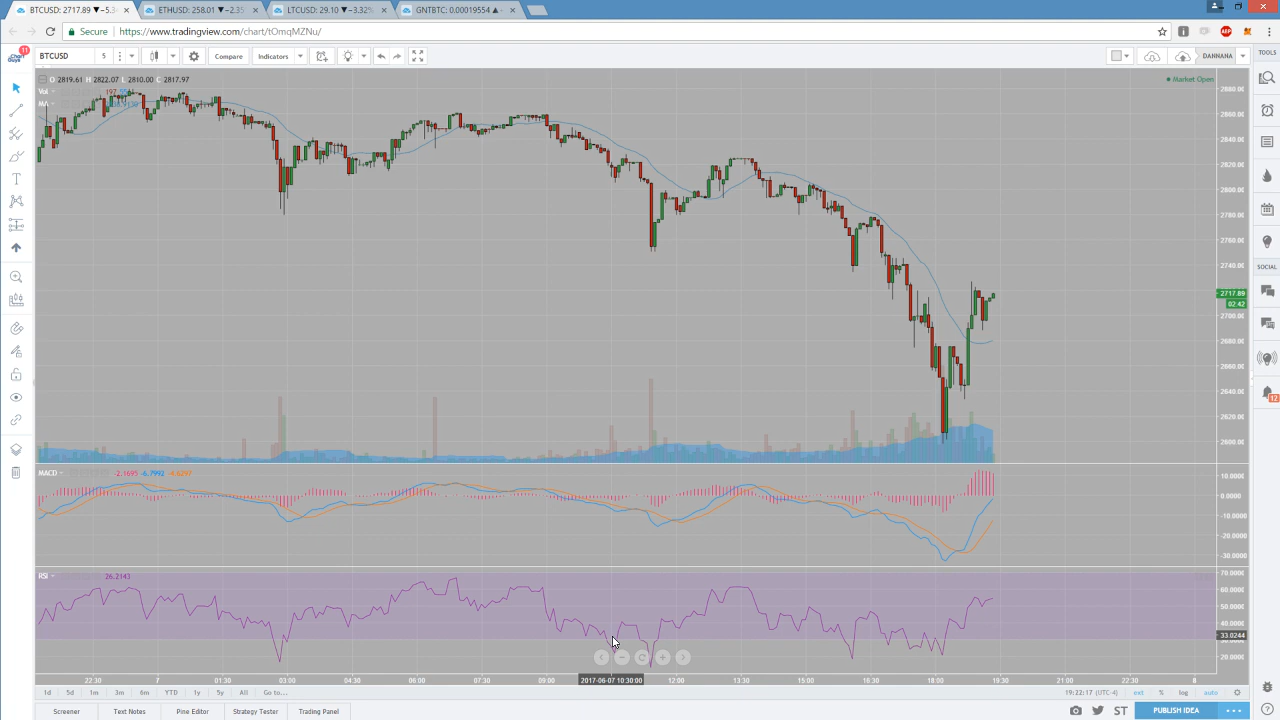 BTCUSD: 2717.89 ▼-5.3
ETHUSD: 258.01 ▼-2.35
LTCUSD: 29.10 ▼-3.32%
GNTBTC: 0.00019554 ▲
Secure https://www.tradingview.com/chart/tOmqMZNu/
ABP
Chart Guys 11
BTCUSD 5 Compare Indicators DANNANA TOOLS
O 2819.61 H 2822.07 L 2810.00 C 2817.97
Market Open
Vol
MA
2880.00
2860.00
2840.00
2820.00
2800.00
2780.00
2760.00
2740.00
2717.89
02:42
2700.00
2680.00
2660.00
2640.00
2620.00
2600.00
SOCIAL
12
MACD -2.1695 -6.7992 -4.6297
10.0000
0.0000
-10.0000
-20.0000
-30.0000
RSI 26.2143
70.0000
60.0000
50.0000
40.0000
33.0244
20.0000
22:30 7 01:30 03:00 04:30 06:00 07:30 09:00 2017-06-07 10:30:00 12:00 13:30 15:00 16:30 18:00 19:30 21:00 22:30 8
1d 5d 1m 3m 6m YTD 1y 5y All Go to... 19:22:17 (UTC-4) ext % log auto
Screener Text Notes Pine Editor Strategy Tester Trading Panel ST PUBLISH IDEA